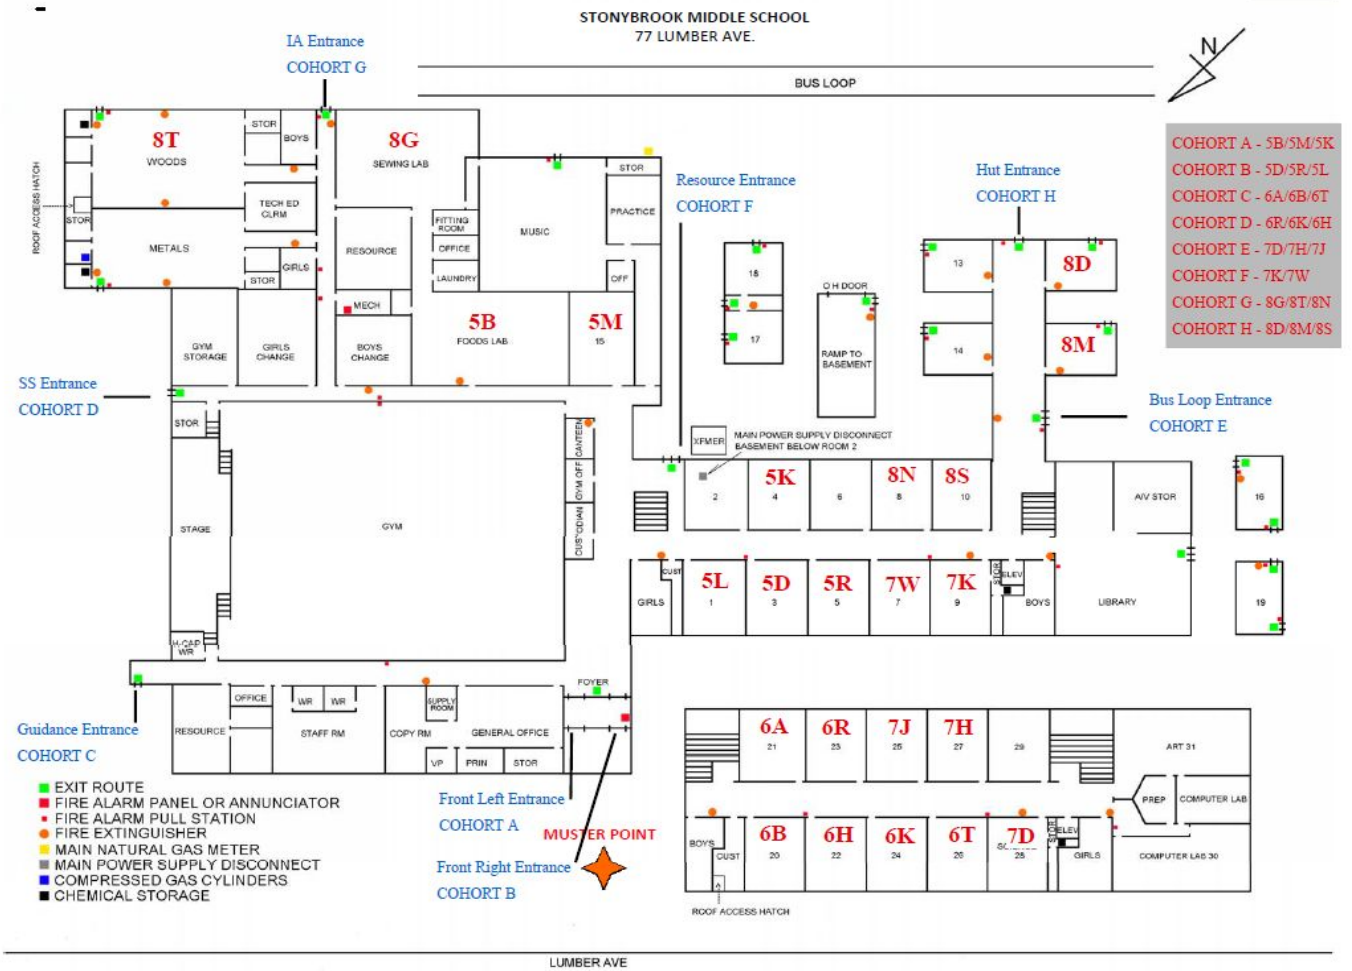 STONYBROOK MIDDLE SCHOOL
77 LUMBER AVE.
IA Entrance
COHORT G
N
BUS LOOP
COHORT A - 5B/5M/5K
COHORT B - 5D/5R/5L
COHORT C - 6A/6B/6T
COHORT D - 6R/6K/6H
COHORT E - 7D/7H/7J
COHORT F - 7K/7W
COHORT G - 8G/8T/8N
COHORT H - 8D/8M/8S
8T
WOODS
STOR
BOYS
8G
SEWING LAB
STOR
PRACTICE
Resource Entrance
COHORT F
Hut Entrance
COHORT H
ROOF ACCESS HATCH
STOR
TECH ED
CLRM
FITTING
ROOM
OFFICE
LAUNDRY
MUSIC
METALS
RESOURCE
GIRLS
STOR
OFF
18
17
O H DOOR
RAMP TO
BASEMENT
13
8D
14
8M
MECH
5B
FOODS LAB
5M
15
GYM
STORAGE
GIRLS
CHANGE
BOYS
CHANGE
SS Entrance
COHORT D
Bus Loop Entrance
COHORT E
STOR
CANTEEN
GYM OFF
CUSTODIAN
XFMER
MAIN POWER SUPPLY DISCONNECT
BASEMENT BELOW ROOM 2
STAGE
GYM
2
5K
4
6
8N
8
8S
10
A/V STOR
16
CUST
GIRLS
5L
1
5D
3
5R
5
7W
7
7K
9
STOR
ELEV
BOYS
LIBRARY
19
H-CAP
WR
FOYER
Guidance Entrance
COHORT C
RESOURCE
OFFICE
WR
WR
STAFF RM
SUPPLY
ROOM
COPY RM
GENERAL OFFICE
VP
PRIN
STOR
6A
21
6R
23
7J
25
7H
27
29
ART 31
PREP
COMPUTER LAB
EXIT ROUTE
FIRE ALARM PANEL OR ANNUNCIATOR
FIRE ALARM PULL STATION
FIRE EXTINGUISHER
MAIN NATURAL GAS METER
MAIN POWER SUPPLY DISCONNECT
COMPRESSED GAS CYLINDERS
CHEMICAL STORAGE
Front Left Entrance
COHORT A
MUSTER POINT
Front Right Entrance
COHORT B
BOYS
CUST
6B
20
6H
22
6K
24
6T
26
7D
28
STOR
ELEV
GIRLS
COMPUTER LAB 30
ROOF ACCESS HATCH
LUMBER AVE